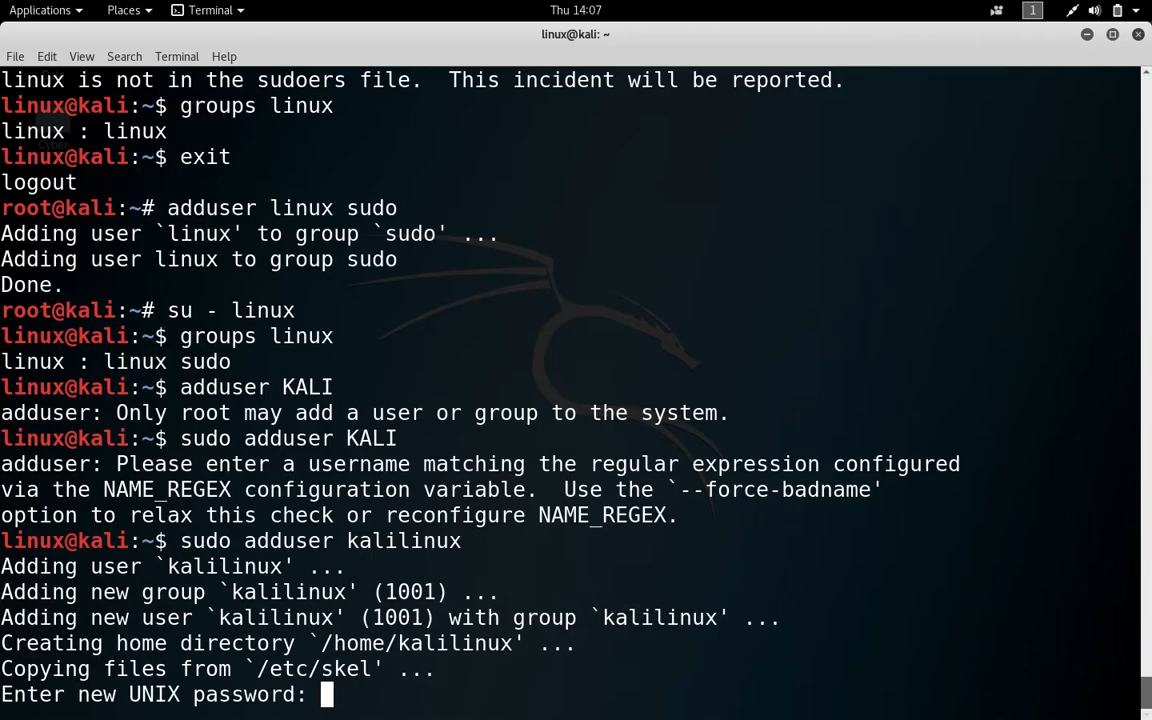 Applications Places Terminal Thu 14:07 1
linux@kali: ~
File Edit View Search Terminal Help
linux is not in the sudoers file.  This incident will be reported.
linux@kali:~$ groups linux
linux : linux
Cyber
linux@kali:~$ exit
logout
root@kali:~# adduser linux sudo
Adding user `linux' to group `sudo' ...
Adding user linux to group sudo
Done.
root@kali:~# su - linux
linux@kali:~$ groups linux
linux : linux sudo
linux@kali:~$ adduser KALI
adduser: Only root may add a user or group to the system.
linux@kali:~$ sudo adduser KALI
adduser: Please enter a username matching the regular expression configured
via the NAME_REGEX configuration variable.  Use the `--force-badname'
option to relax this check or reconfigure NAME_REGEX.
linux@kali:~$ sudo adduser kalilinux
Adding user `kalilinux' ...
Adding new group `kalilinux' (1001) ...
Adding new user `kalilinux' (1001) with group `kalilinux' ...
Creating home directory `/home/kalilinux' ...
Copying files from `/etc/skel' ...
Enter new UNIX password: